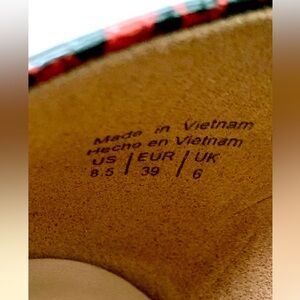 Made in Vietnam
Hecho en Vietnam
US | EUR | UK
8.5 | 39 | 6